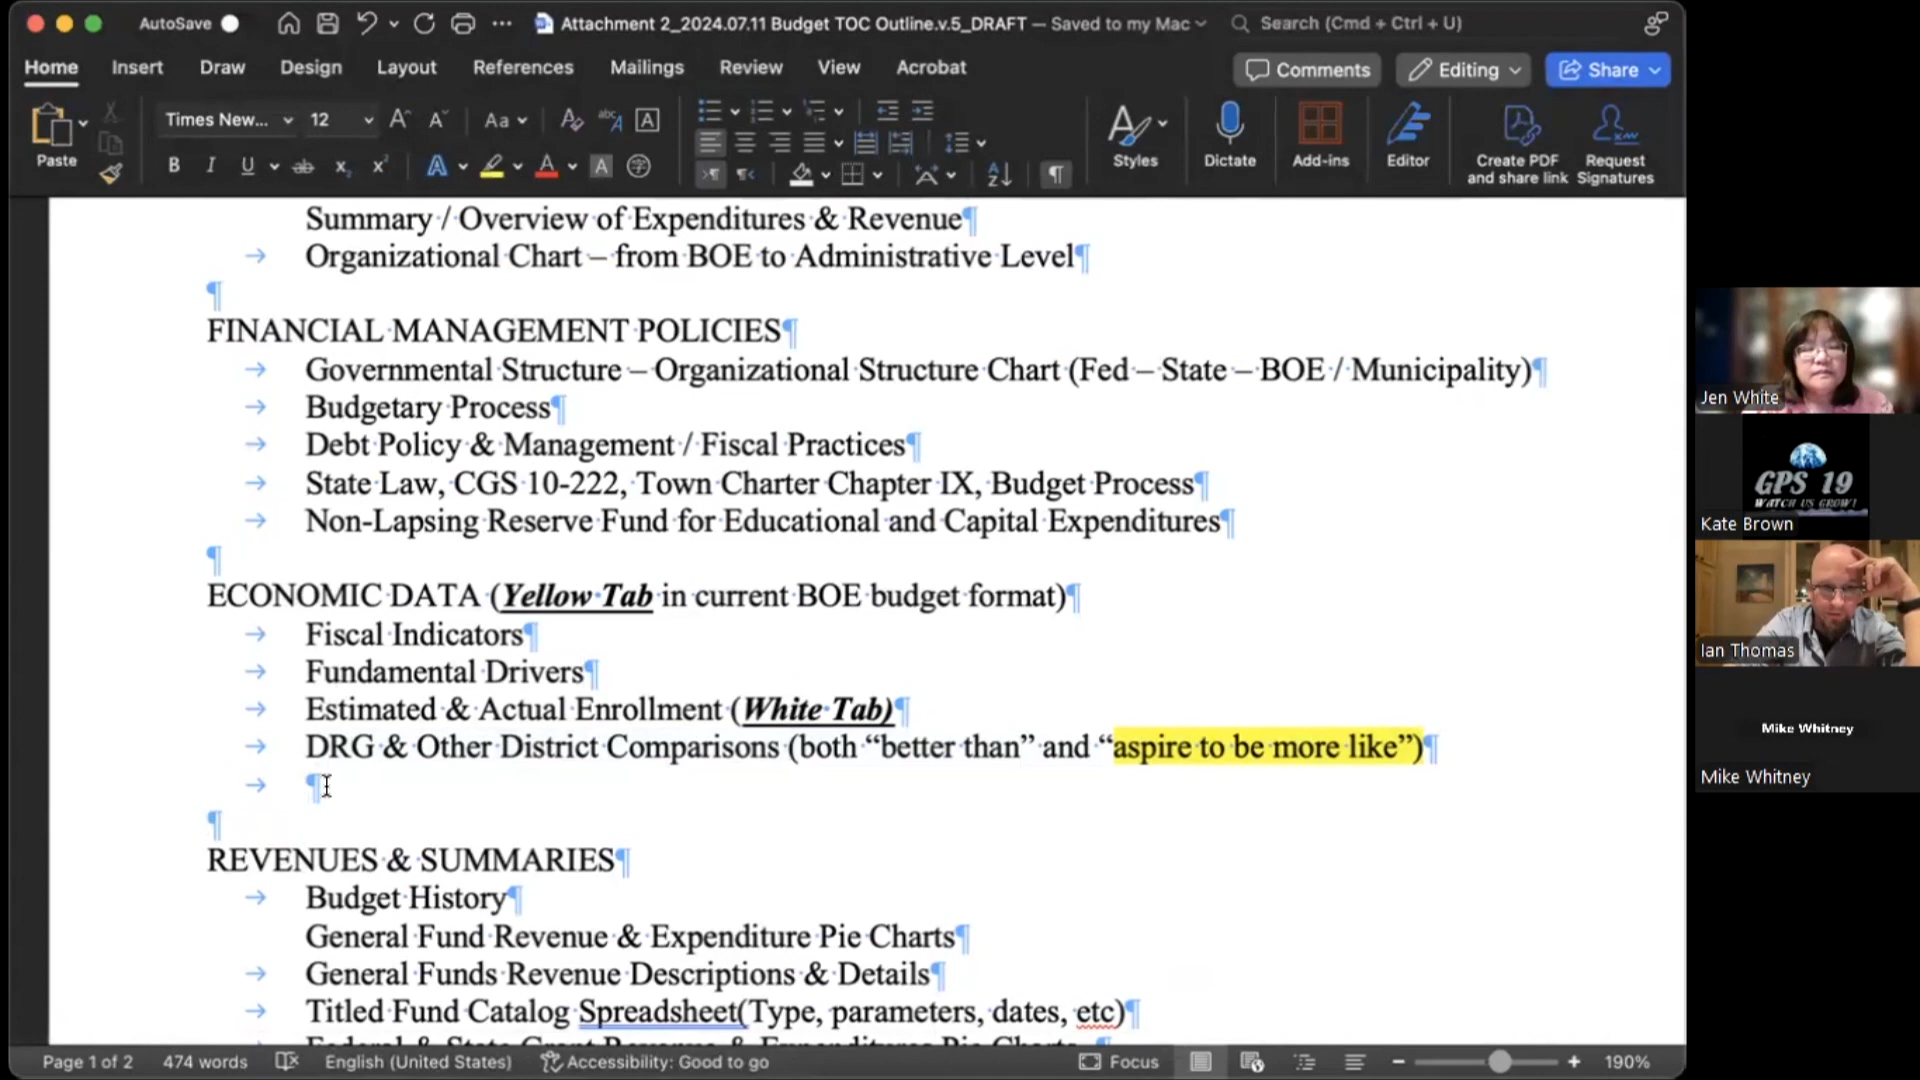 AutoSave
Attachment 2_2024.07.11 Budget TOC Outline.v.5_DRAFT — Saved to my Mac
Search (Cmd + Ctrl + U)
Home Insert Draw Design Layout References Mailings Review View Acrobat
Comments
Editing
Share
Paste
Times New...
12
Styles
Dictate
Add-ins
Editor
Create PDF and share link
Request Signatures
Summary / Overview of Expenditures & Revenue¶
→ Organizational Chart – from BOE to Administrative Level¶
¶
FINANCIAL MANAGEMENT POLICIES¶
→ Governmental Structure – Organizational Structure Chart (Fed – State – BOE / Municipality)¶
→ Budgetary Process¶
→ Debt Policy & Management / Fiscal Practices¶
→ State Law, CGS 10-222, Town Charter Chapter IX, Budget Process¶
→ Non-Lapsing Reserve Fund for Educational and Capital Expenditures¶
¶
ECONOMIC DATA (Yellow Tab in current BOE budget format)¶
→ Fiscal Indicators¶
→ Fundamental Drivers¶
→ Estimated & Actual Enrollment (White Tab)¶
→ DRG & Other District Comparisons (both “better than” and “aspire to be more like”)¶
→ ¶
¶
REVENUES & SUMMARIES¶
→ Budget History¶
General Fund Revenue & Expenditure Pie Charts¶
→ General Funds Revenue Descriptions & Details¶
→ Titled Fund Catalog Spreadsheet(Type, parameters, dates, etc)¶
Page 1 of 2
474 words
English (United States)
Accessibility: Good to go
Focus
190%
Jen White
GPS 19
WATCH US GROW!
Kate Brown
Ian Thomas
Mike Whitney
Mike Whitney